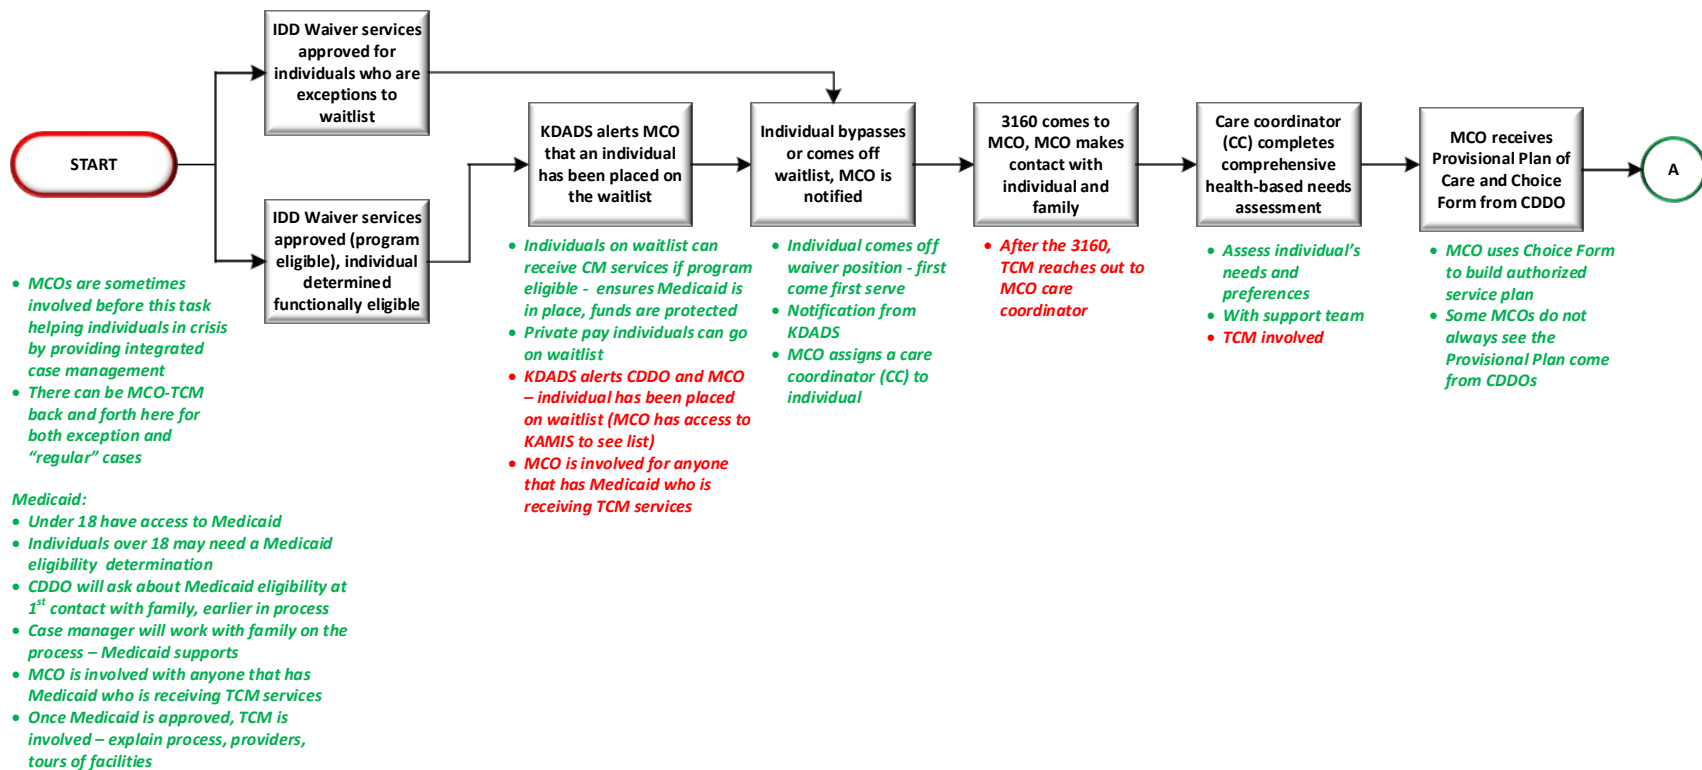 IDD Waiver services
approved for
individuals who are
exceptions to
waitlist
START
IDD Waiver services
approved (program
eligible), individual
determined
functionally eligible
KDADS alerts MCO
that an individual
has been placed on
the waitlist
Individual bypasses
or comes off
waitlist, MCO is
notified
3160 comes to
MCO, MCO makes
contact with
individual and
family
Care coordinator
(CC) completes
comprehensive
health-based needs
assessment
MCO receives
Provisional Plan of
Care and Choice
Form from CDDO
A
• MCOs are sometimes
involved before this task
helping individuals in crisis
by providing integrated
case management
• There can be MCO-TCM
back and forth here for
both exception and
“regular” cases
Medicaid:
• Under 18 have access to Medicaid
• Individuals over 18 may need a Medicaid
eligibility determination
• CDDO will ask about Medicaid eligibility at
1st contact with family, earlier in process
• Case manager will work with family on the
process – Medicaid supports
• MCO is involved with anyone that has
Medicaid who is receiving TCM services
• Once Medicaid is approved, TCM is
involved – explain process, providers,
tours of facilities
• Individuals on waitlist can
receive CM services if program
eligible - ensures Medicaid is
in place, funds are protected
• Private pay individuals can go
on waitlist
• KDADS alerts CDDO and MCO
– individual has been placed
on waitlist (MCO has access to
KAMIS to see list)
• MCO is involved for anyone
that has Medicaid who is
receiving TCM services
• Individual comes off
waiver position - first
come first serve
• Notification from
KDADS
• MCO assigns a care
coordinator (CC) to
individual
• After the 3160,
TCM reaches out to
MCO care
coordinator
• Assess individual’s
needs and
preferences
• With support team
• TCM involved
• MCO uses Choice Form
to build authorized
service plan
• Some MCOs do not
always see the
Provisional Plan come
from CDDOs